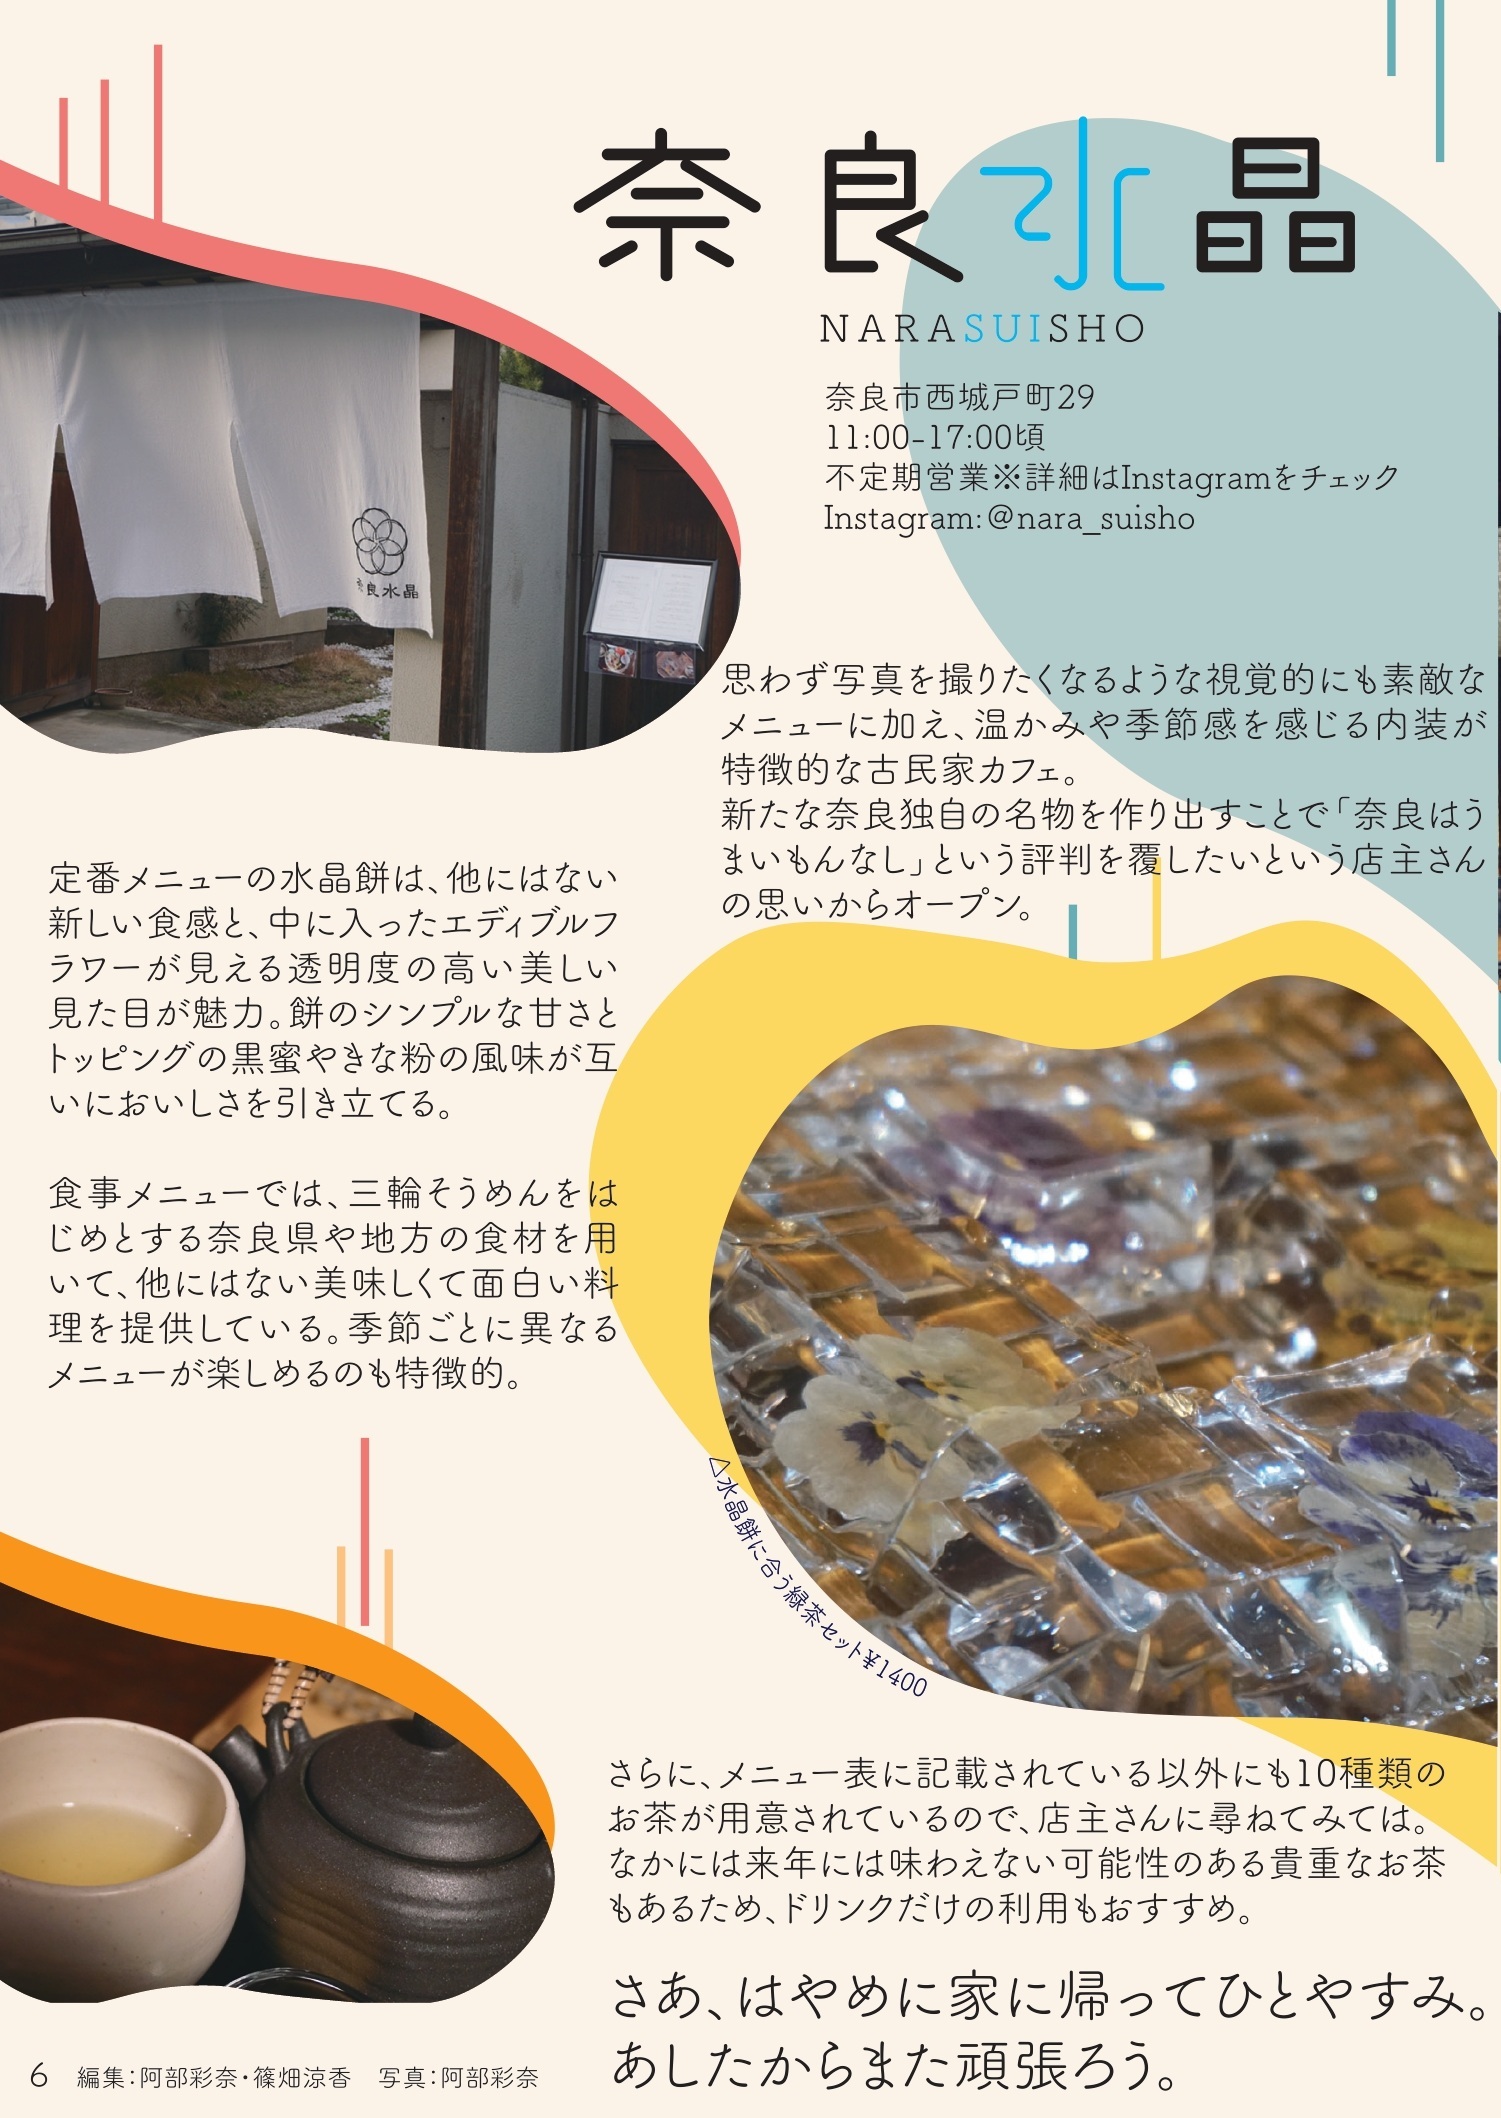 奈良水晶
NARASUISHO
奈良市西城戸町29
11:00-17:00頃
不定期営業※詳細はInstagramをチェック
Instagram:@nara_suisho
奈良水晶
思わず写真を撮りたくなるような視覚的にも素敵な
メニューに加え、温かみや季節感を感じる内装が
特徴的な古民家カフェ。
新たな奈良独自の名物を作り出すことで「奈良はう
まいもんなし」という評判を覆したいという店主さん
の思いからオープン。
定番メニューの水晶餅は、他にはない
新しい食感と、中に入ったエディブルフ
ラワーが見える透明度の高い美しい
見た目が魅力。餅のシンプルな甘さと
トッピングの黒蜜やきな粉の風味が互
いにおいしさを引き立てる。
食事メニューでは、三輪そうめんをは
じめとする奈良県や地方の食材を用
いて、他にはない美味しくて面白い料
理を提供している。季節ごとに異なる
メニューが楽しめるのも特徴的。
△水晶餅に合う緑茶セット¥1400
さらに、メニュー表に記載されている以外にも10種類の
お茶が用意されているので、店主さんに尋ねてみては。
なかには来年には味わえない可能性のある貴重なお茶
もあるため、ドリンクだけの利用もおすすめ。
さあ、はやめに家に帰ってひとやすみ。
あしたからまた頑張ろう。
6 編集:阿部彩奈・篠畑涼香 写真:阿部彩奈